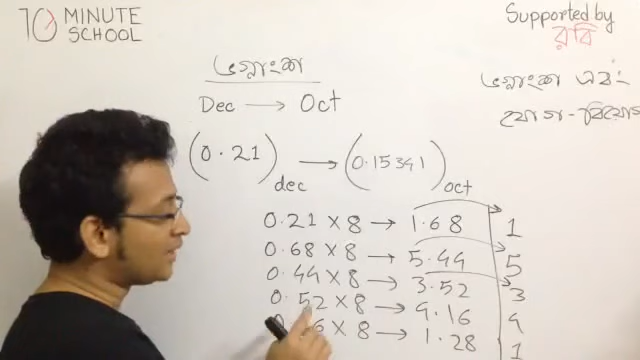 10 MINUTE
SCHOOL
Supported by
রবি
ভগ্নাংশ
ভগ্নাংশ এবং
যোগ-বিয়োগ
Dec → Oct
(0.21)dec → (0.15341)oct
0.21 × 8 → 1.68 1
0.68 × 8 → 5.44 5
0.44 × 8 → 3.52 3
0.52 × 8 → 4.16 4
6 × 8 → 1.28 1